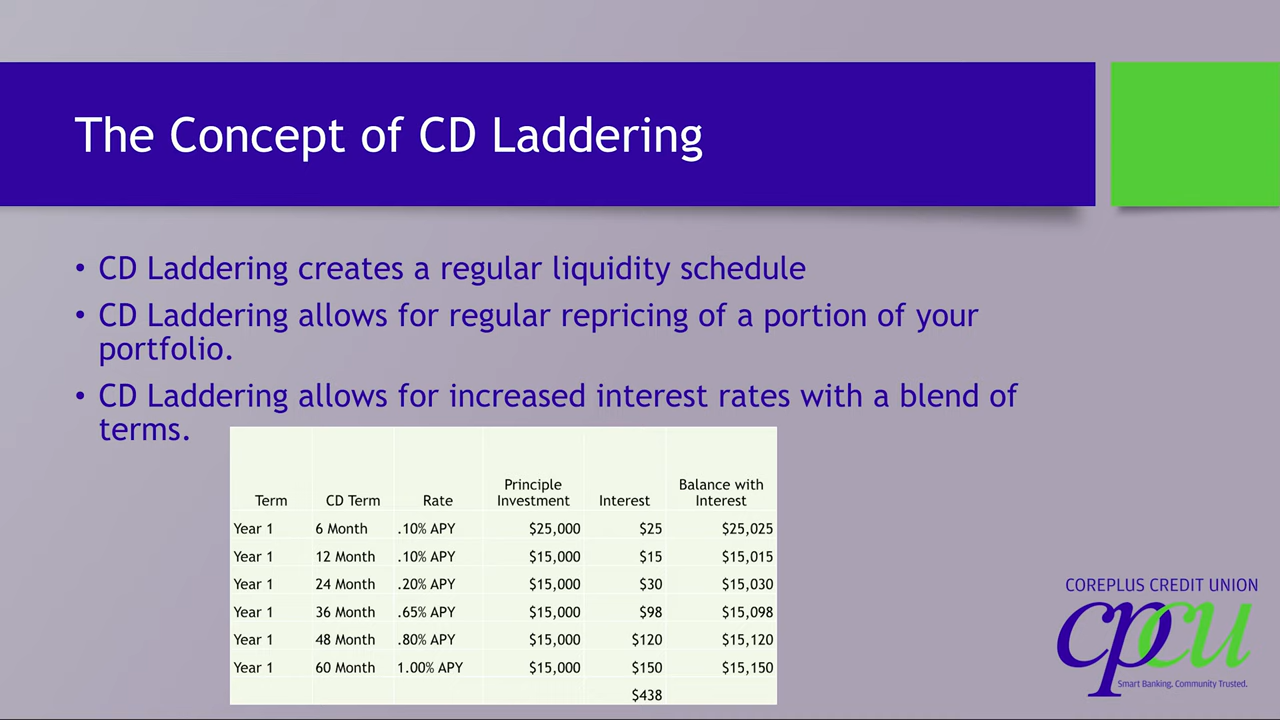 The Concept of CD Laddering
• CD Laddering creates a regular liquidity schedule
• CD Laddering allows for regular repricing of a portion of your
portfolio.
• CD Laddering allows for increased interest rates with a blend of
terms.
Term CD Term Rate Principle Investment Interest Balance with Interest
Year 1 6 Month .10% APY $25,000 $25 $25,025
Year 1 12 Month .10% APY $15,000 $15 $15,015
Year 1 24 Month .20% APY $15,000 $30 $15,030
Year 1 36 Month .65% APY $15,000 $98 $15,098
Year 1 48 Month .80% APY $15,000 $120 $15,120
Year 1 60 Month 1.00% APY $15,000 $150 $15,150
$438
COREPLUS CREDIT UNION
cpcu
Smart Banking. Community Trusted.